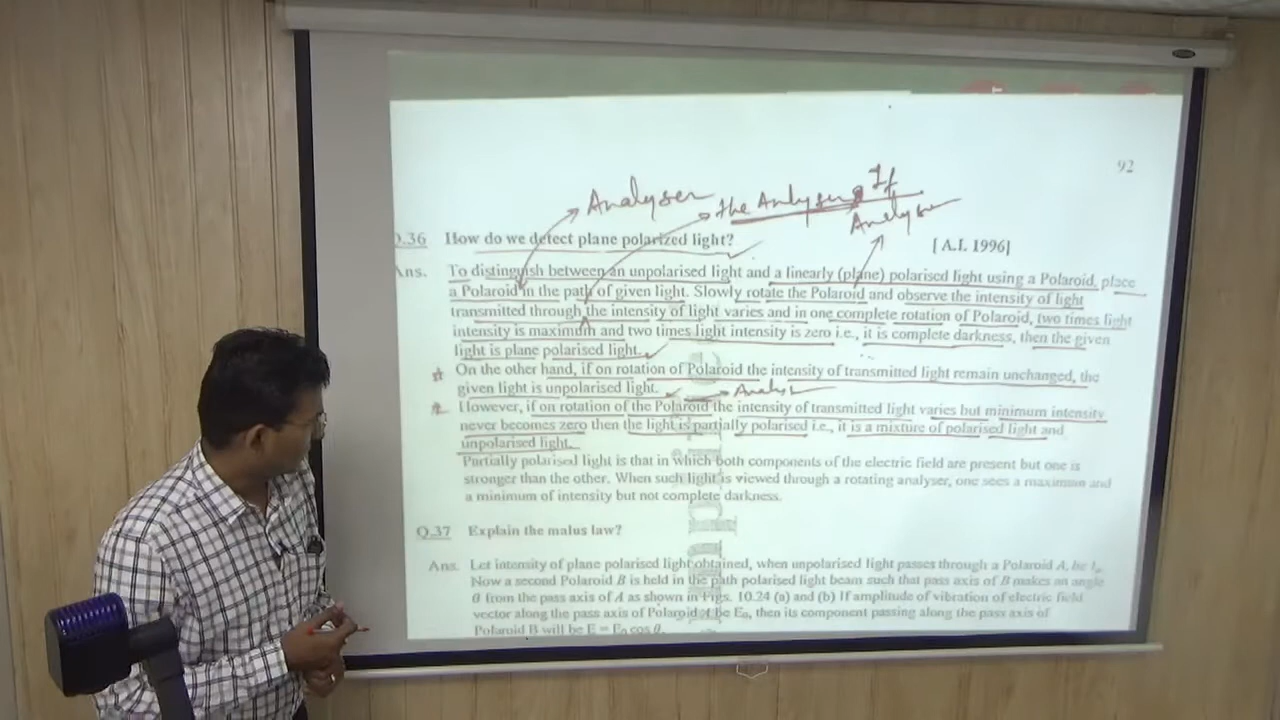 92
Analyser
the Anlyser If
Analyser
Q.36 How do we detect plane polarized light?
[A.I. 1996]
Ans. To distinguish between an unpolarised light and a linearly (plane) polarised light using a Polaroid, place
a Polaroid in the path of given light. Slowly rotate the Polaroid and observe the intensity of light
transmitted through the intensity of light varies and in one complete rotation of Polaroid, two times light
intensity is maximum and two times light intensity is zero i.e., it is complete darkness, then the given
light is plane polarised light.
On the other hand, if on rotation of Polaroid the intensity of transmitted light remain unchanged, the
given light is unpolarised light.
However, if on rotation of the Polaroid the intensity of transmitted light varies but minimum intensity
never becomes zero then the light is partially polarised i.e., it is a mixture of polarised light and
unpolarised light.
Partially polarised light is that in which both components of the electric field are present but one is
stronger than the other. When such light is viewed through a rotating analyser, one sees a maximum and
a minimum of intensity but not complete darkness.
Q.37 Explain the malus law?
Ans. Let intensity of plane polarised light obtained, when unpolarised light passes through a Polaroid A, be
Now a second Polaroid B is held in the path polarised light beam such that pass axis of B makes an angle
θ from the pass axis of A as shown in Figs. 10.24 (a) and (b) If amplitude of vibration of electric field
vector along the pass axis of Polaroid be E₀, then its component passing along the pass axis of
Polaroid B will be E = E₀ cos θ.